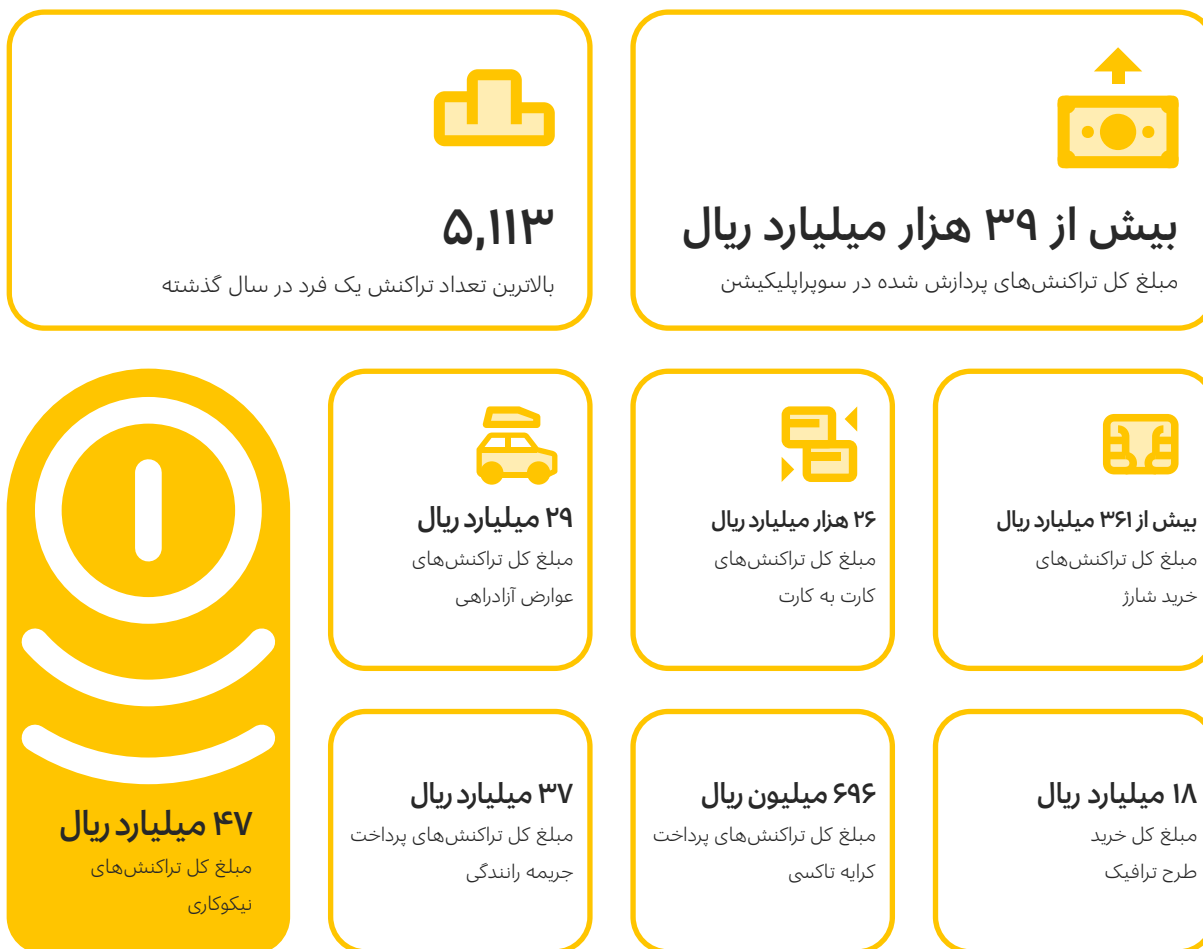 بیش از ۳۹ هزار میلیارد ریال
مبلغ کل تراکنش‌های پردازش شده در سوپراپلیکیشن
۵,۱۱۳
بالاترین تعداد تراکنش یک فرد در سال گذشته
بیش از ۳۶۱ میلیارد ریال
مبلغ کل تراکنش‌های
خرید شارژ
۲۶ هزار میلیارد ریال
مبلغ کل تراکنش‌های
کارت به کارت
۲۹ میلیارد ریال
مبلغ کل تراکنش‌های
عوارض آزادراهی
۱۸ میلیارد ریال
مبلغ کل خرید
طرح ترافیک
۶۹۶ میلیون ریال
مبلغ کل تراکنش‌های پرداخت
کرایه تاکسی
۳۷ میلیارد ریال
مبلغ کل تراکنش‌های پرداخت
جریمه رانندگی
۴۷ میلیارد ریال
مبلغ کل تراکنش‌های
نیکوکاری